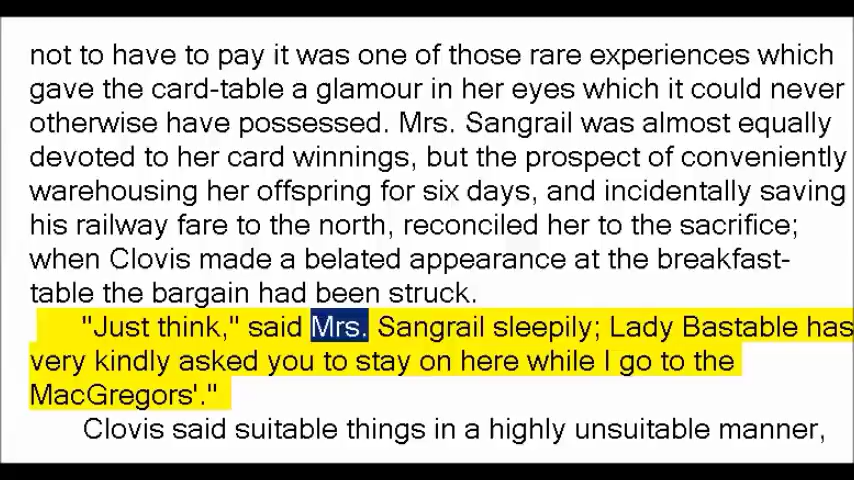 not to have to pay it was one of those rare experiences which
gave the card-table a glamour in her eyes which it could never
otherwise have possessed. Mrs. Sangrail was almost equally
devoted to her card winnings, but the prospect of conveniently
warehousing her offspring for six days, and incidentally saving
his railway fare to the north, reconciled her to the sacrifice;
when Clovis made a belated appearance at the breakfast-
table the bargain had been struck.
"Just think," said Mrs. Sangrail sleepily; Lady Bastable has
very kindly asked you to stay on here while I go to the
MacGregors'."
Clovis said suitable things in a highly unsuitable manner,